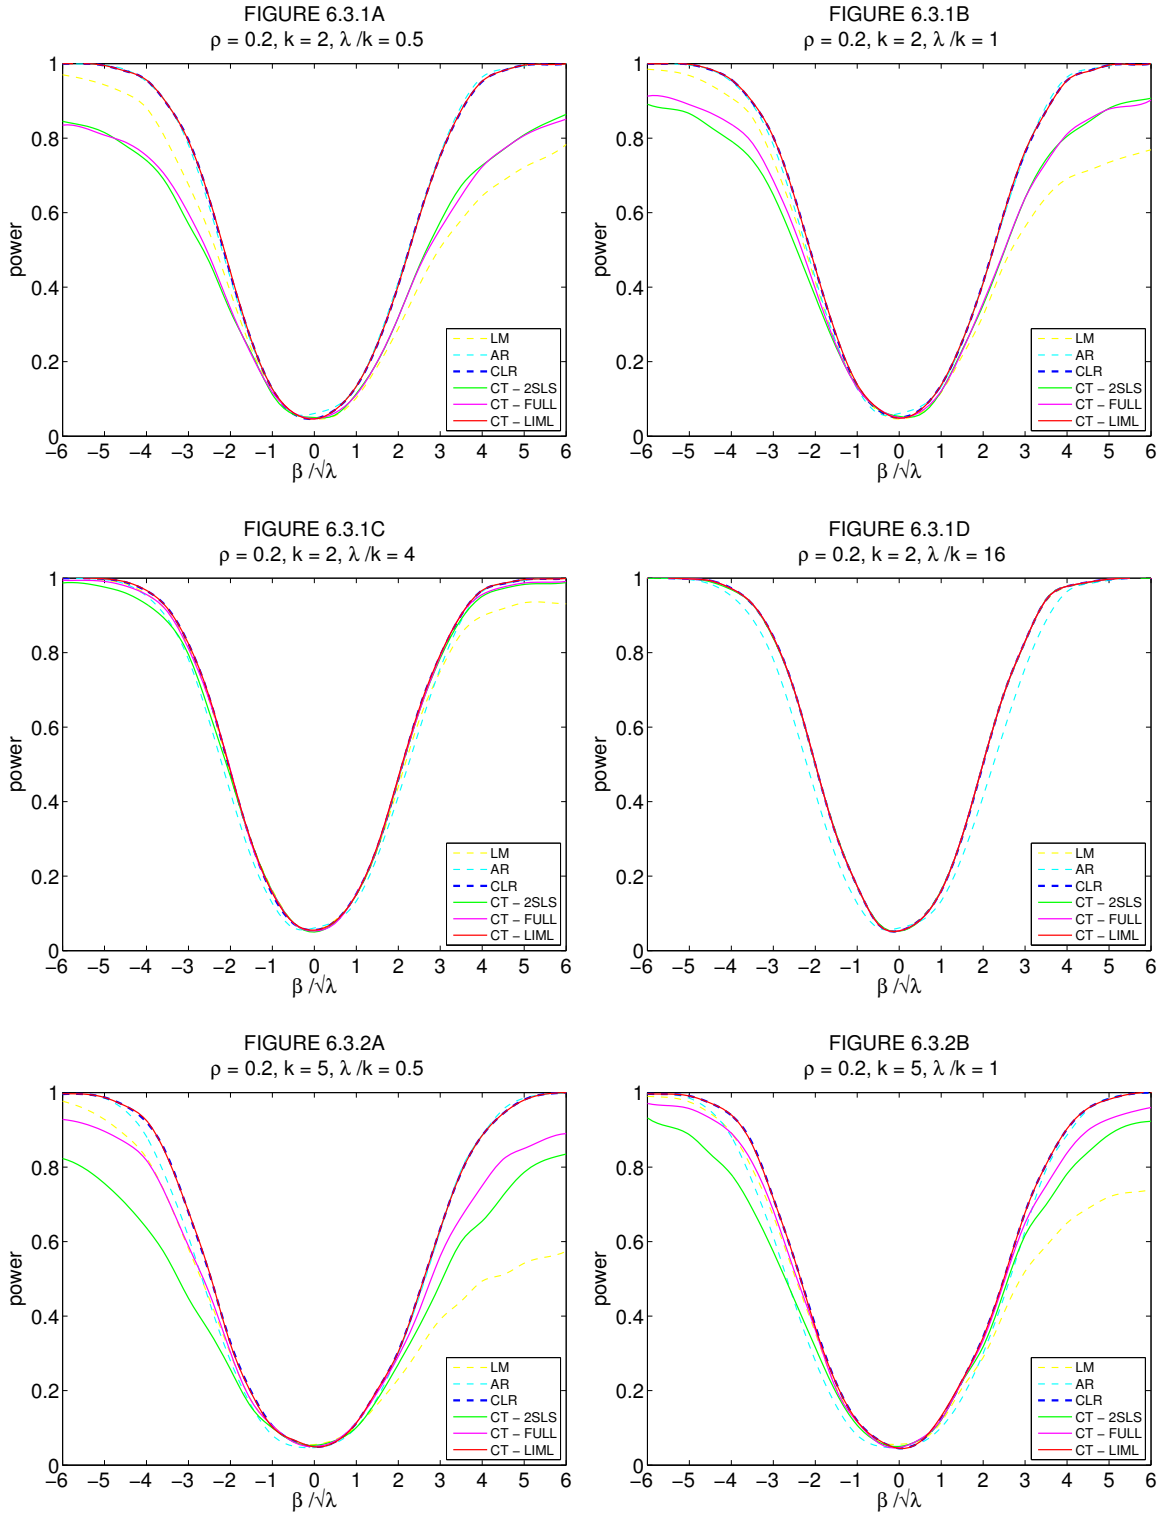 FIGURE 6.3.1A
ρ = 0.2, k = 2, λ /k = 0.5
1
0.8
0.6
0.4
0.2
0
power
−6 −5 −4 −3 −2 −1 0 1 2 3 4 5 6
β /√λ
LM
AR
CLR
CT − 2SLS
CT − FULL
CT − LIML
FIGURE 6.3.1B
ρ = 0.2, k = 2, λ /k = 1
1
0.8
0.6
0.4
0.2
0
power
−6 −5 −4 −3 −2 −1 0 1 2 3 4 5 6
β /√λ
LM
AR
CLR
CT − 2SLS
CT − FULL
CT − LIML
FIGURE 6.3.1C
ρ = 0.2, k = 2, λ /k = 4
1
0.8
0.6
0.4
0.2
0
power
−6 −5 −4 −3 −2 −1 0 1 2 3 4 5 6
β /√λ
LM
AR
CLR
CT − 2SLS
CT − FULL
CT − LIML
FIGURE 6.3.1D
ρ = 0.2, k = 2, λ /k = 16
1
0.8
0.6
0.4
0.2
0
power
−6 −5 −4 −3 −2 −1 0 1 2 3 4 5 6
β /√λ
LM
AR
CLR
CT − 2SLS
CT − FULL
CT − LIML
FIGURE 6.3.2A
ρ = 0.2, k = 5, λ /k = 0.5
1
0.8
0.6
0.4
0.2
0
power
−6 −5 −4 −3 −2 −1 0 1 2 3 4 5 6
β /√λ
LM
AR
CLR
CT − 2SLS
CT − FULL
CT − LIML
FIGURE 6.3.2B
ρ = 0.2, k = 5, λ /k = 1
1
0.8
0.6
0.4
0.2
0
power
−6 −5 −4 −3 −2 −1 0 1 2 3 4 5 6
β /√λ
LM
AR
CLR
CT − 2SLS
CT − FULL
CT − LIML